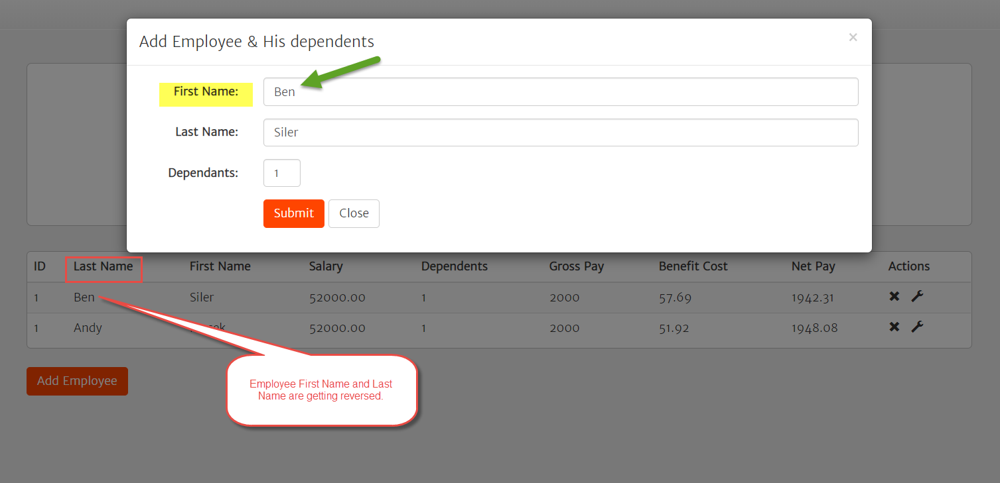 Add Employee & His dependents ×
First Name: Ben
Last Name: Siler
Dependants: 1
Submit Close
ID Last Name First Name Salary Dependents Gross Pay Benefit Cost Net Pay Actions
1 Ben Siler 52000.00 1 2000 57.69 1942.31
1 Andy 52000.00 1 2000 51.92 1948.08
Add Employee
Employee First Name and Last
Name are getting reversed.